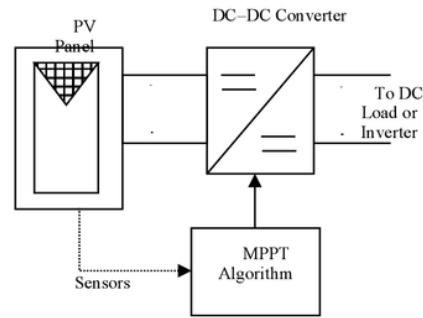 DC–DC Converter
PV
Panel
To DC
Load or
Inverter
MPPT
Algorithm
Sensors